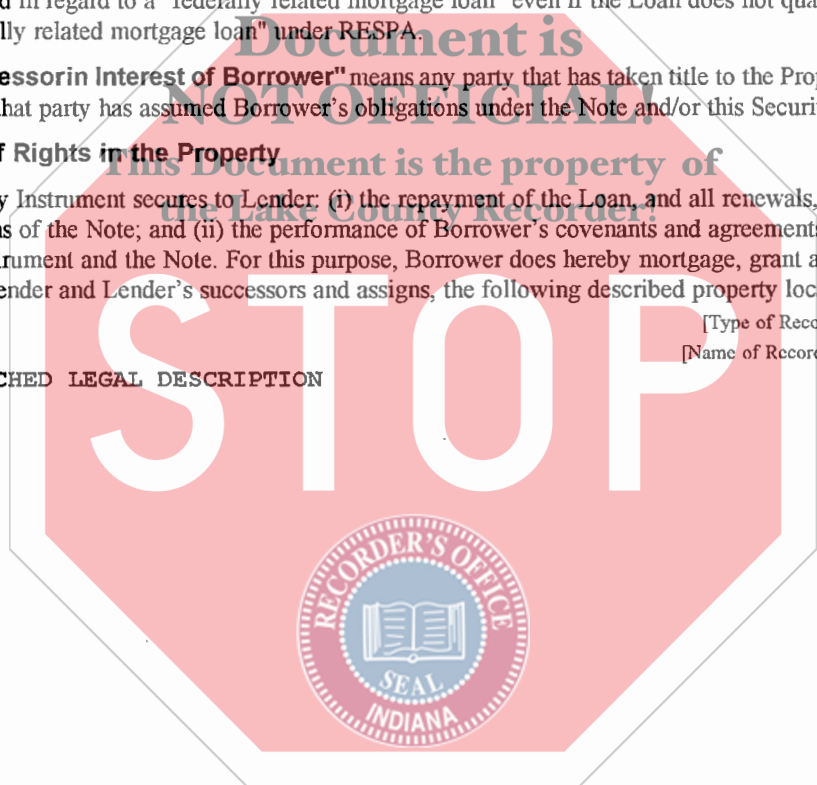 d in regard to a "federally related mortgage loan" even if the Loan does not qua
lly related mortgage loan" under RESPA.
Document is
essorin Interest of Borrower" means any party that has taken title to the Prop
hat party has assumed Borrower's obligations under the Note and/or this Securi
NOT OFFICIAL!
f Rights in the Property
This Document is the property of
y Instrument secures to Lender: (i) the repayment of the Loan, and all renewals,
the Lake County Recorder!
s of the Note; and (ii) the performance of Borrower's covenants and agreements
rument and the Note. For this purpose, Borrower does hereby mortgage, grant a
ender and Lender's successors and assigns, the following described property loc
[Type of Reco
[Name of Record
CHED LEGAL DESCRIPTION
STOP
RECORDER'S OFFICE
SEAL
INDIANA